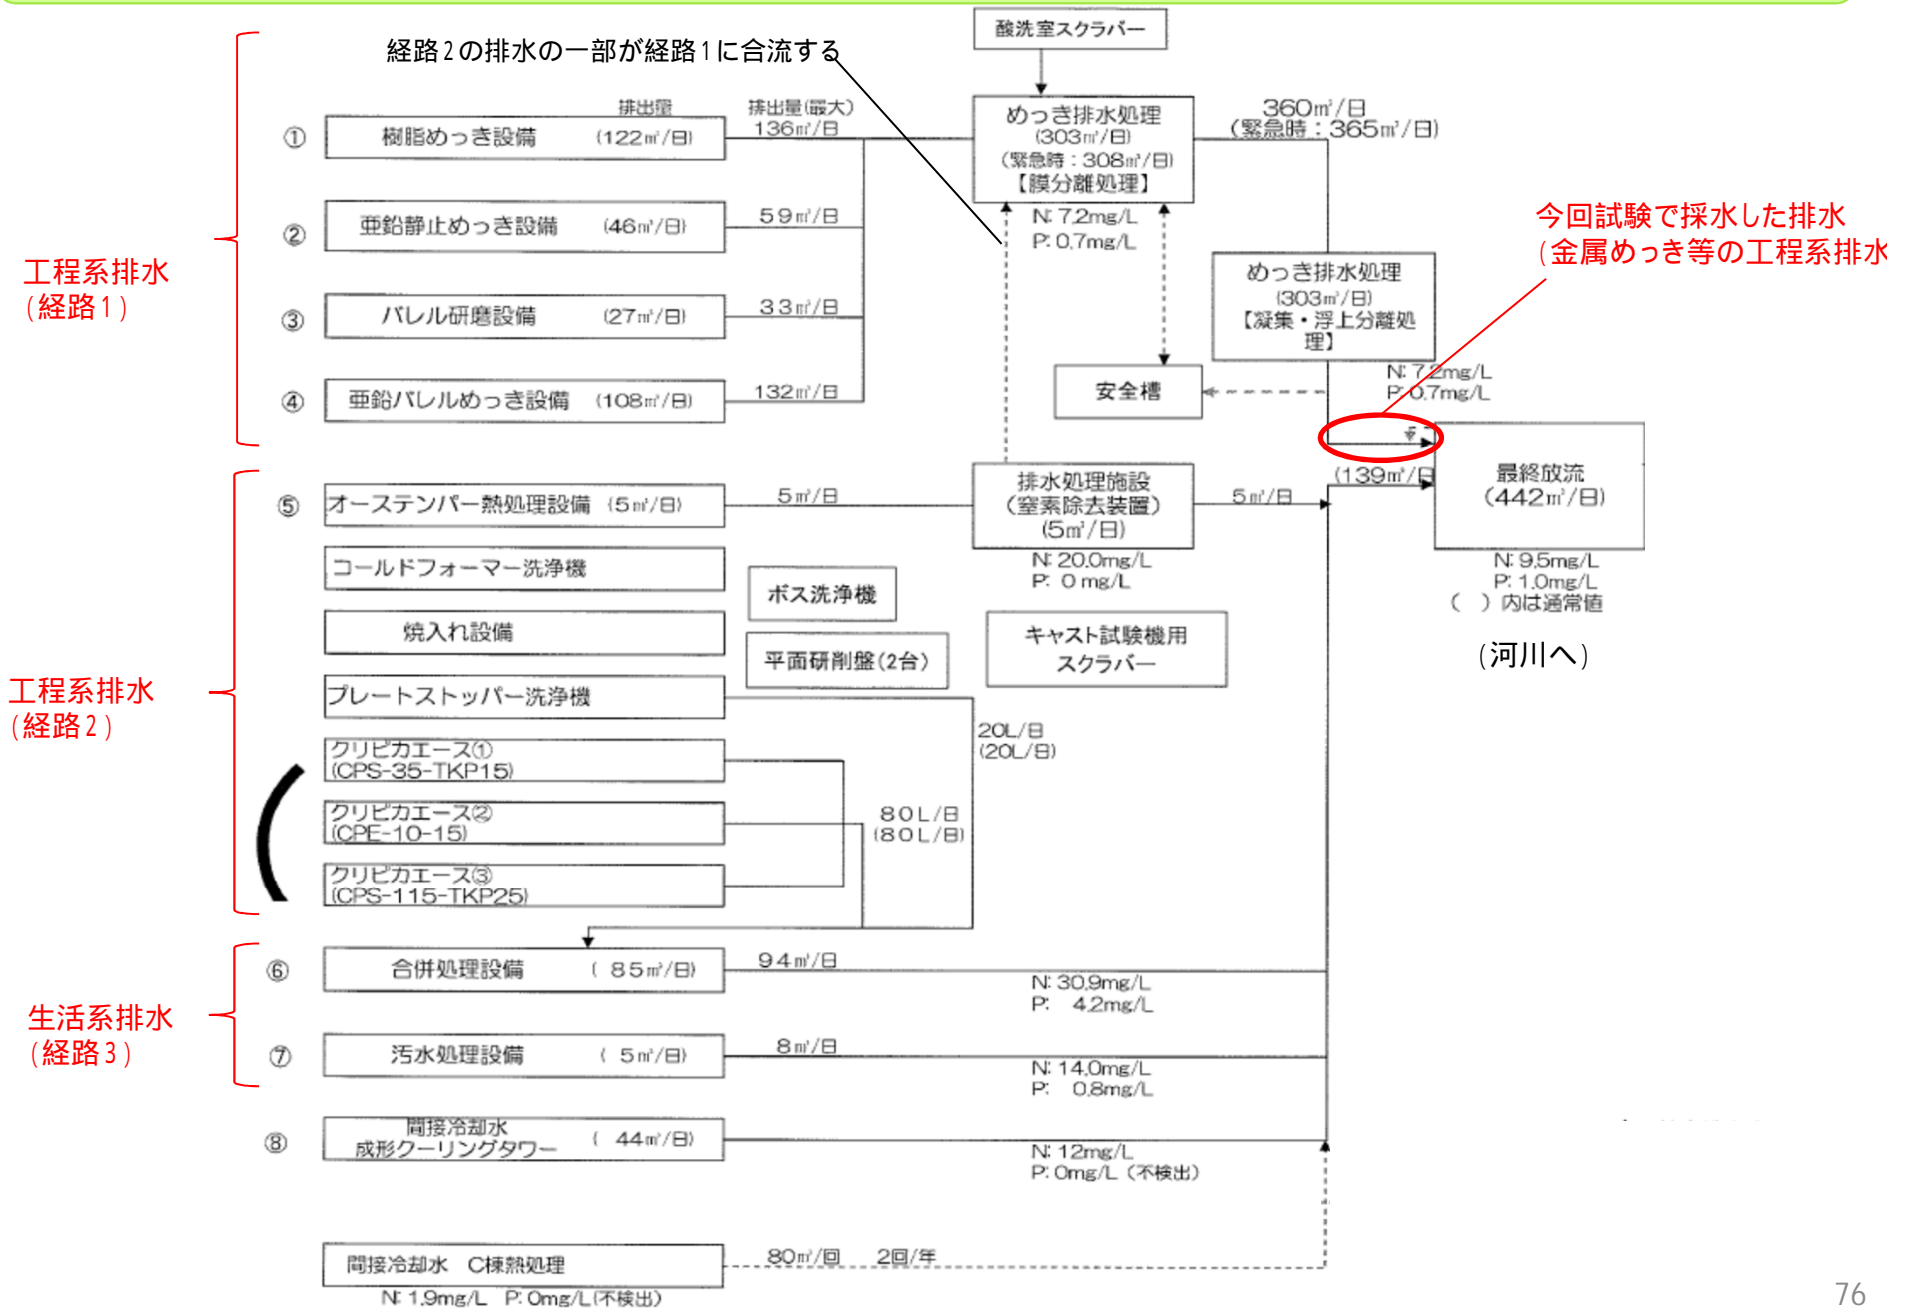 酸洗室スクラバー
経路2の排水の一部が経路1に合流する
排出量
排出量(最大)
① 樹脂めっき設備 (122㎥/日) 136㎥/日
めっき排水処理
(303㎥/日)
(緊急時：308㎥/日)
【膜分離処理】
N: 7.2mg/L
P: 0.7mg/L
360㎥/日
(緊急時：365㎥/日)
② 亜鉛静止めっき設備 (46㎥/日) 59㎥/日
今回試験で採水した排水
(金属めっき等の工程系排水
工程系排水
(経路1)
めっき排水処理
(303㎥/日)
【凝集・浮上分離処
理】
N: 7.2mg/L
P: 0.7mg/L
③ バレル研磨設備 (27㎥/日) 33㎥/日
④ 亜鉛バレルめっき設備 (108㎥/日) 132㎥/日
安全槽
⑤ オーステンパー熱処理設備 (5㎥/日) 5㎥/日
排水処理施設
(窒素除去装置)
(5㎥/日)
N: 20.0mg/L
P: 0mg/L
5㎥/日
(139㎥/日
最終放流
(442㎥/日)
N: 9.5mg/L
P: 1.0mg/L
( )内は通常値
(河川へ)
コールドフォーマー洗浄機
ボス洗浄機
焼入れ設備
平面研削盤(2台)
キャスト試験機用
スクラバー
工程系排水
(経路2)
プレートストッパー洗浄機
20L/日
(20L/日)
クリピカエース①
(CPS-35-TKP15)
クリピカエース②
(CPE-10-15)
80L/日
(80L/日)
クリピカエース③
(CPS-115-TKP25)
⑥ 合併処理設備 ( 85㎥/日) 94㎥/日
N: 30.9mg/L
P: 4.2mg/L
生活系排水
(経路3)
⑦ 汚水処理設備 ( 5㎥/日) 8㎥/日
N: 14.0mg/L
P: 0.8mg/L
⑧ 間接冷却水
成形クーリングタワー ( 44㎥/日)
N: 12mg/L
P: 0mg/L (不検出)
間接冷却水 C棟熱処理 80㎥/回 2回/年
N: 1.9mg/L P: 0mg/L(不検出)
76